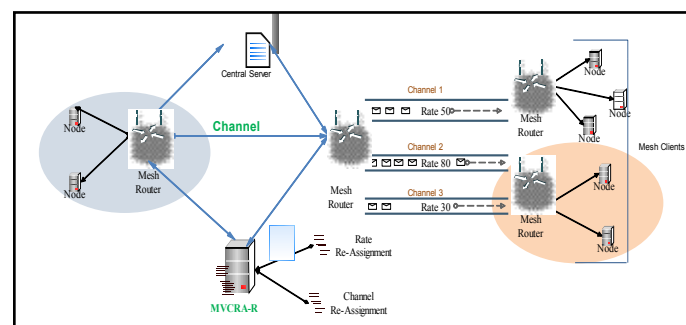 Central Server
Channel 1
Node
Node
Node
Channel
Rate 50
Mesh
Router
Node
Node
Mesh
Router
Mesh
Router
Channel 2
Rate 80
Mesh Clients
Node
Channel 3
Rate 30
Mesh
Router
Node
Rate
Re-Assignment
MVCRA-R
Channel
Re-Assignment